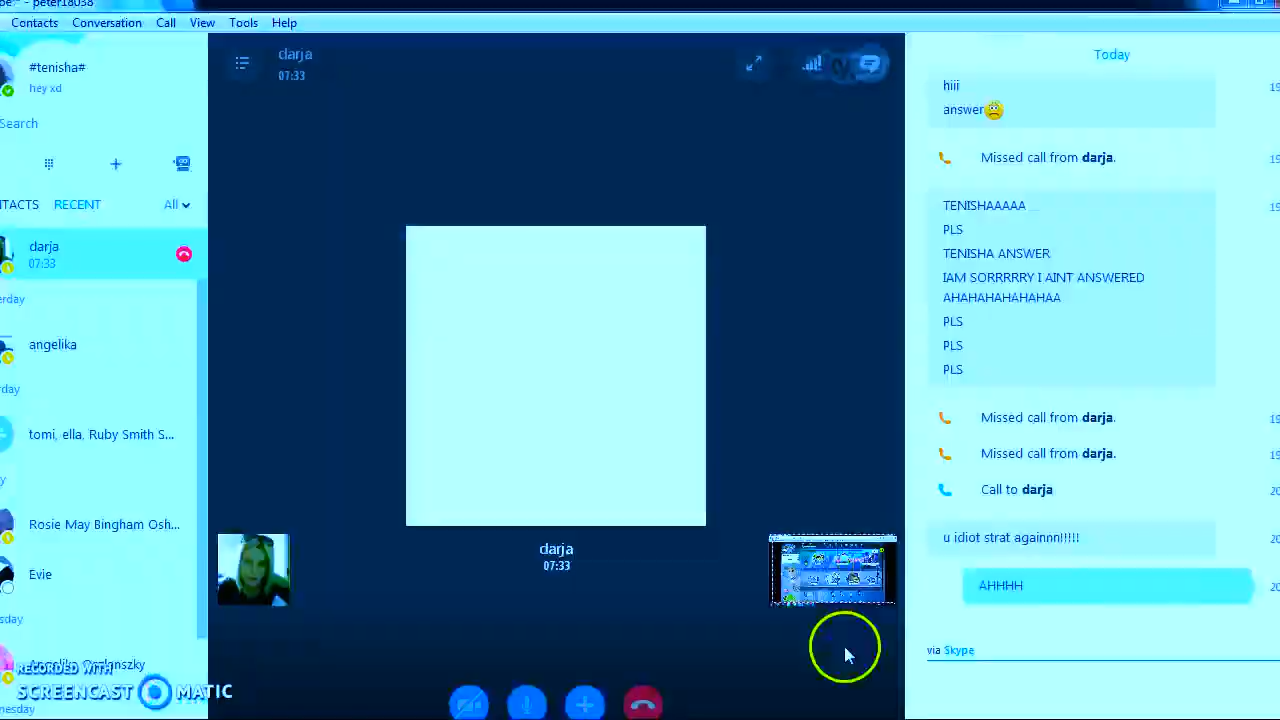 peter18038
Contacts Conversation Call View Tools Help
#tenisha#
hey xd
Search
RECENT
All
darja
07:33
angelika
tomi, ella, Ruby Smith S...
Rosie May Bingham Osh...
Evie
RECORDED WITH
SCREENCAST MATIC
darja
07:33
darja
07:33
Today
hiii
answer
Missed call from darja.
TENISHAAAAA
PLS
TENISHA ANSWER
IAM SORRRRRY I AINT ANSWERED
AHAHAHAHAHAHAA
PLS
PLS
PLS
Missed call from darja.
Missed call from darja.
Call to darja
u idiot strat againnn!!!!!
AHHHH
via Skype